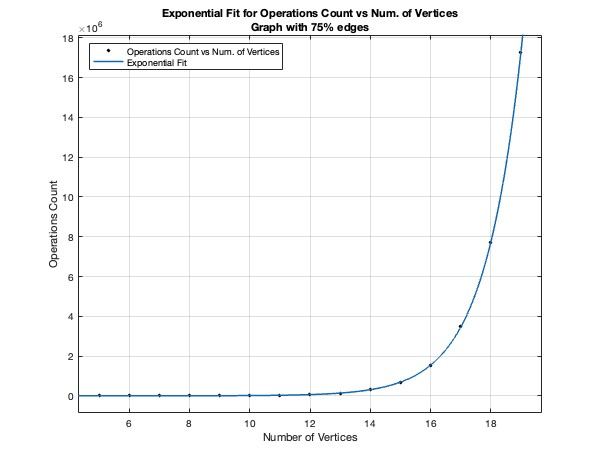 Exponential Fit for Operations Count vs Num. of Vertices
Graph with 75% edges
×10⁶
Operations Count vs Num. of Vertices
Exponential Fit
18
16
14
12
10
8
6
4
2
0
Operations Count
6 8 10 12 14 16 18
Number of Vertices